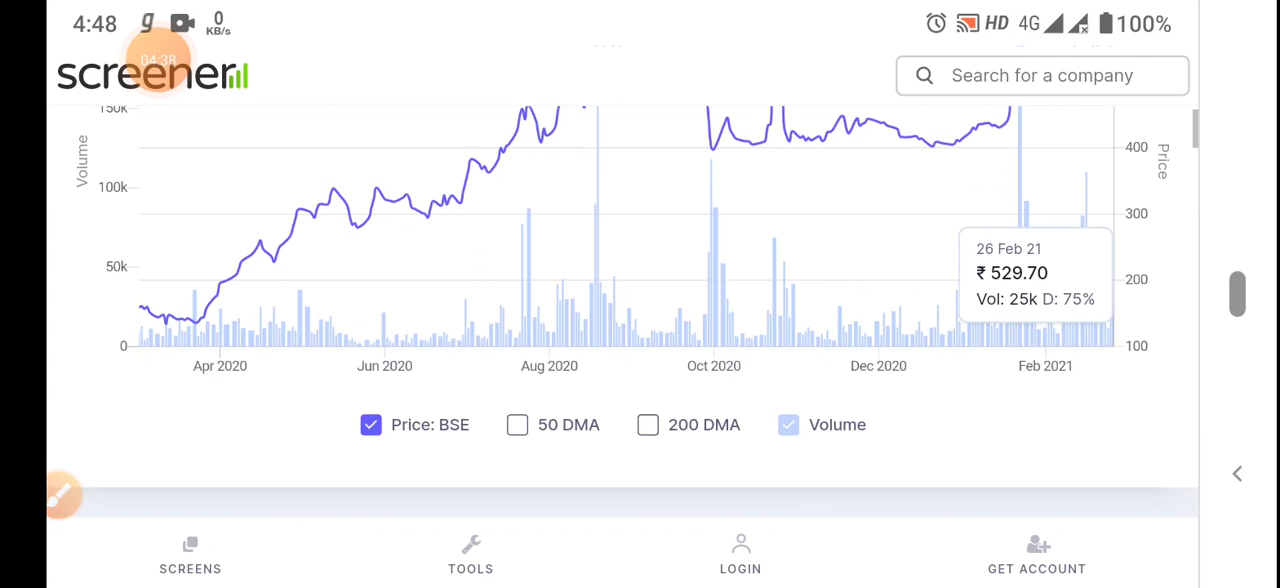 4:48 g 0 KB/s HD 4G 100%
04:38
screener
Search for a company
150k
Volume
400
Price
100k
300
26 Feb 21
₹ 529.70
50k
200
Vol: 25k D: 75%
0
100
Apr 2020 Jun 2020 Aug 2020 Oct 2020 Dec 2020 Feb 2021
Price: BSE 50 DMA 200 DMA Volume
SCREENS TOOLS LOGIN GET ACCOUNT